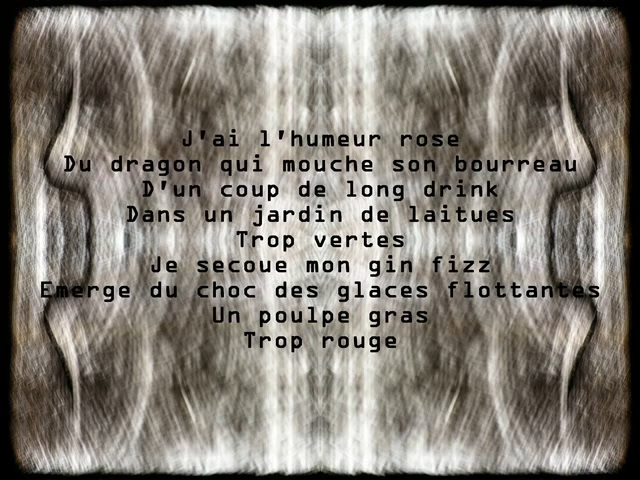 J'ai l'humeur rose
Du dragon qui mouche son bourreau
D'un coup de long drink
Dans un jardin de laitues
Trop vertes
Je secoue mon gin fizz
Emerge du choc des glaces flottantes
Un poulpe gras
Trop rouge